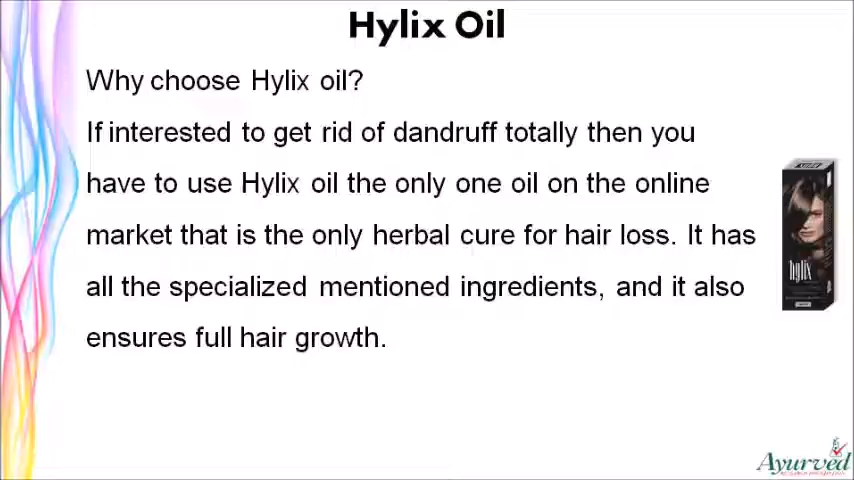 Hylix Oil
Why choose Hylix oil?
If interested to get rid of dandruff totally then you
have to use Hylix oil the only one oil on the online
market that is the only herbal cure for hair loss. It has
all the specialized mentioned ingredients, and it also
ensures full hair growth.
hylix
Ayurved